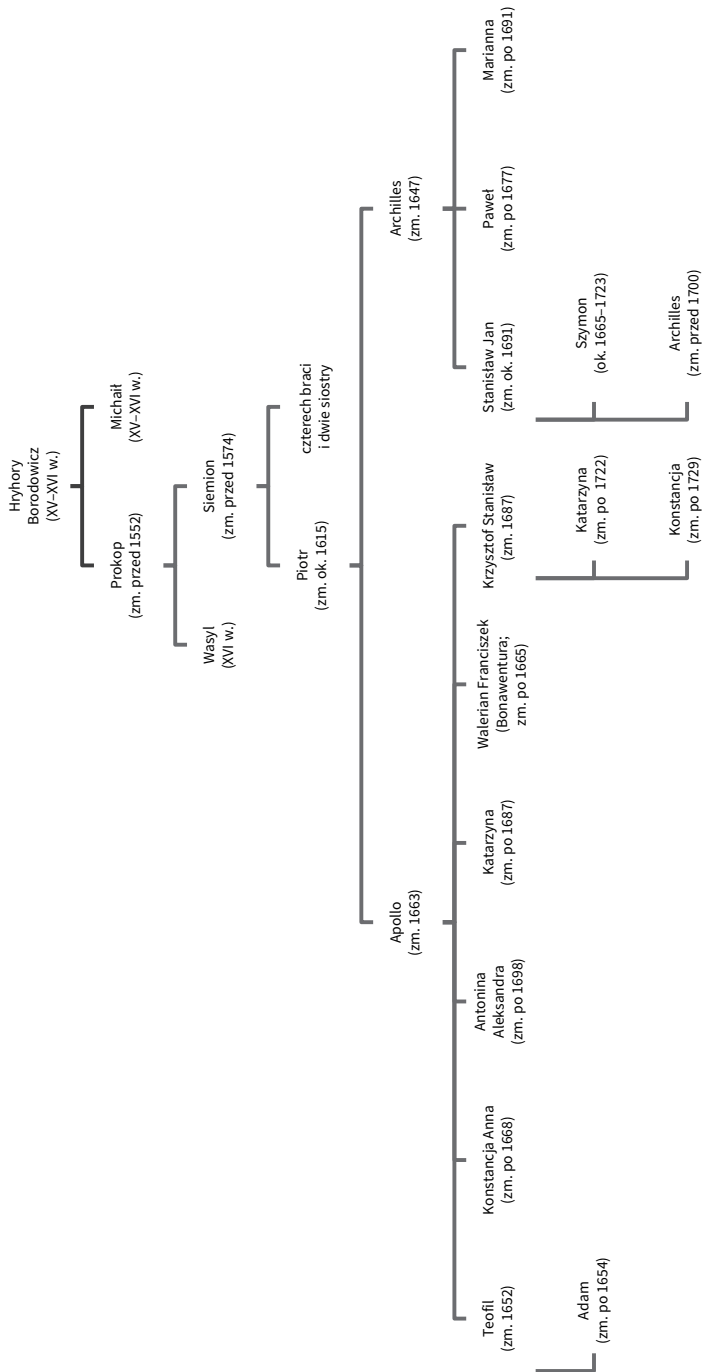 Hryhory
Borodowicz
(XV–XVI w.)
Prokop
(zm. przed 1552)
Michaił
(XV–XVI w.)
Wasyl
(XVI w.)
Siemion
(zm. przed 1574)
Piotr
(zm. ok. 1615)
czterech braci
i dwie siostry
Apollo
(zm. 1663)
Archilles
(zm. 1647)
Teofil
(zm. 1652)
Konstancja Anna
(zm. po 1668)
Antonina
Aleksandra
(zm. po 1698)
Katarzyna
(zm. po 1687)
Walerian Franciszek
(Bonawentura;
zm. po 1665)
Krzysztof Stanisław
(zm. 1687)
Stanisław Jan
(zm. ok. 1691)
Paweł
(zm. po 1677)
Marianna
(zm. po 1691)
Adam
(zm. po 1654)
Katarzyna
(zm. po 1722)
Szymon
(ok. 1665–1723)
Konstancja
(zm. po 1729)
Archilles
(zm. przed 1700)